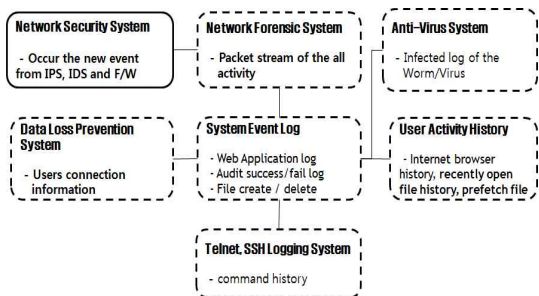 Network Security System
- Occur the new event
from IPS, IDS and F/W
Network Forensic System
- Packet stream of the all
activity
Anti-Virus System
- Infected log of the
Worm/Virus
Data Loss Prevention
System
- Users connection
information
System Event Log
- Web Application log
- Audit success/fail log
- File create / delete
User Activity History
- Internet browser
history, recently open
file history, prefetch file
Telnet, SSH Logging System
- command history